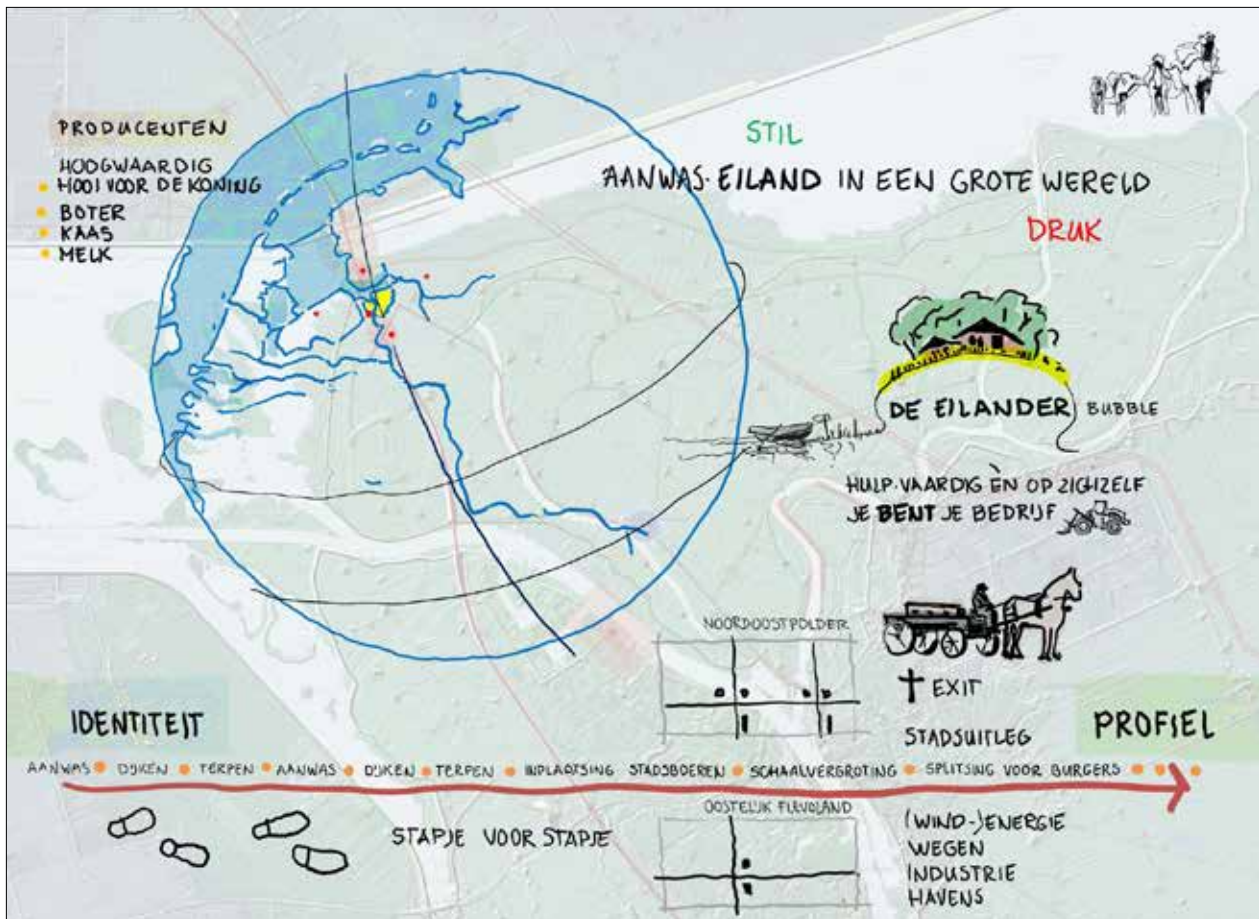 PRODUCENTEN
HOOGWAARDIG
HOOI VOOR DE KONING
BOTER
KAAS
MELK
STIL
AANWAS-EILAND IN EEN GROTE WERELD
DRUK
DE EILANDER BUBBLE
HULP-VAARDIG ÈN OP ZICHZELF
JE BENT JE BEDRIJF
NOORDOOSTPOLDER
EXIT
STADSUITLEG
IDENTITEIT
PROFIEL
AANWAS • DIJKEN • TERPEN • AANWAS • DIJKEN • TERPEN • INPLAATSING STADSBOEREN • SCHAALVERGROTING • SPLITSING VOOR BURGERS • • •
OOSTELIJK FLEVOLAND
STAPJE VOOR STAPJE
(WIND-)ENERGIE
WEGEN
INDUSTRIE
HAVENS